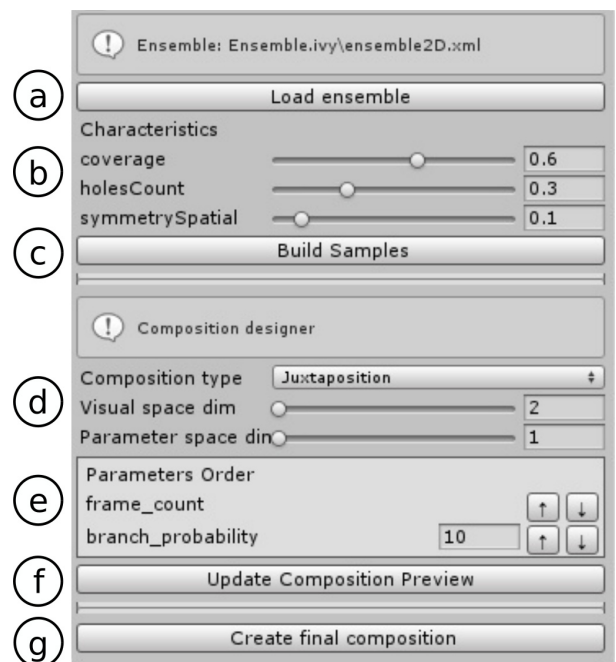 Ensemble: Ensemble.ivy\ensemble2D.xml
a Load ensemble
Characteristics
b coverage 0.6
holesCount 0.3
symmetrySpatial 0.1
c Build Samples
Composition designer
Composition type Juxtaposition
d Visual space dim 2
Parameter space din 1
Parameters Order
e frame_count ↑ ↓
branch_probability 10 ↑ ↓
f Update Composition Preview
g Create final composition